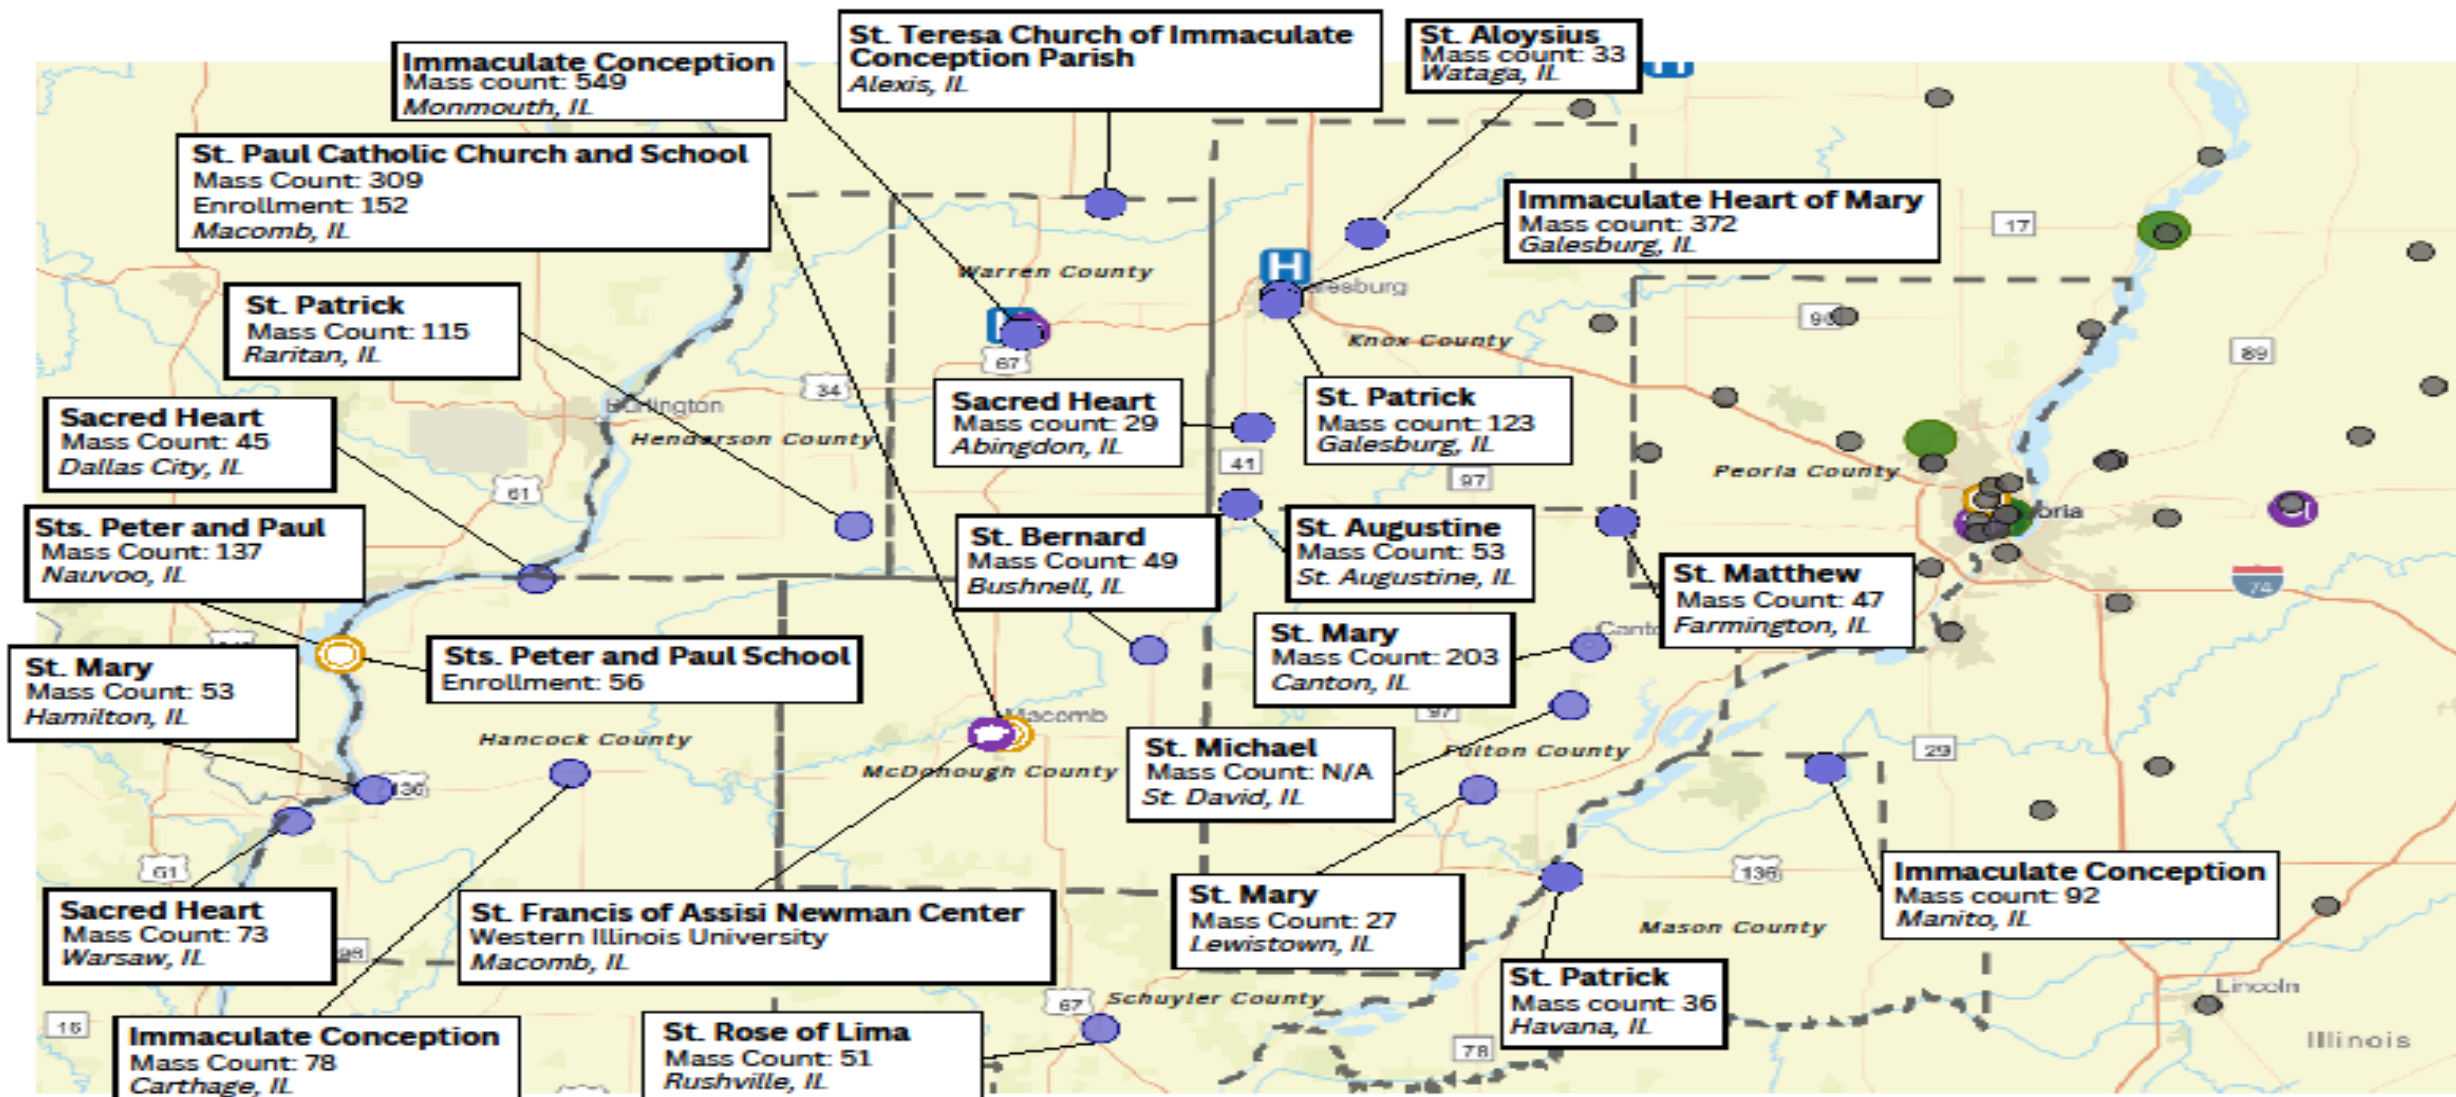 Immaculate Conception
Mass count: 549
Monmouth, IL
St. Teresa Church of Immaculate
Conception Parish
Alexis, IL
St. Aloysius
Mass count: 33
Wataga, IL
St. Paul Catholic Church and School
Mass Count: 309
Enrollment: 152
Macomb, IL
Immaculate Heart of Mary
Mass count: 372
Galesburg, IL
17
Warren County
H
esburg
St. Patrick
Mass Count: 115
Raritan, IL
67
Knox County
89
34
Sacred Heart
Mass Count: 45
Dallas City, IL
Burlington
Henderson County
Sacred Heart
Mass count: 29
Abingdon, IL
St. Patrick
Mass count: 123
Galesburg, IL
41
97
Peoria County
61
Sts. Peter and Paul
Mass Count: 137
Nauvoo, IL
St. Bernard
Mass Count: 49
Bushnell, IL
St. Augustine
Mass Count: 53
St. Augustine, IL
oria
St. Matthew
Mass Count: 47
Farmington, IL
74
St. Mary
Mass Count: 53
Hamilton, IL
Sts. Peter and Paul School
Enrollment: 56
St. Mary
Mass Count: 203
Canton, IL
Canto
Macomb
97
Hancock County
McDonough County
St. Michael
Mass Count: N/A
St. David, IL
Fulton County
29
136
61
136
Sacred Heart
Mass Count: 73
Warsaw, IL
St. Francis of Assisi Newman Center
Western Illinois University
Macomb, IL
St. Mary
Mass Count: 27
Lewistown, IL
Immaculate Conception
Mass count: 92
Manito, IL
Mason County
St. Patrick
Mass count: 36
Havana, IL
67
Schuyler County
Lincoln
Illinois
78
Immaculate Conception
Mass Count: 78
Carthage, IL
St. Rose of Lima
Mass Count: 51
Rushville, IL